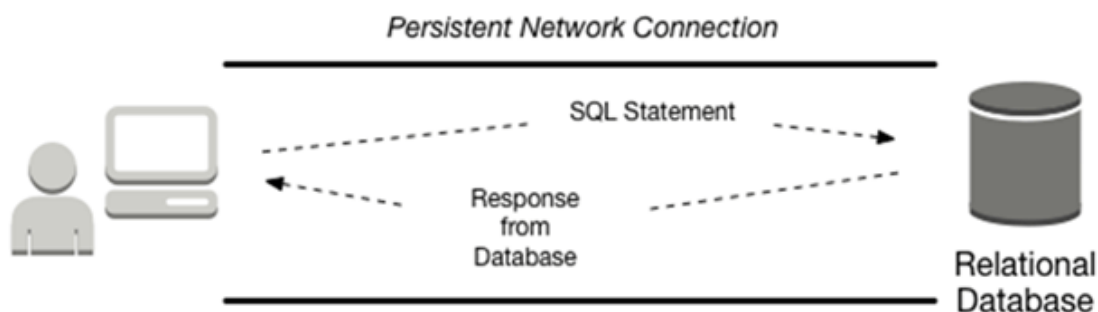 Persistent Network Connection
SQL Statement
Response
from
Database
Relational
Database